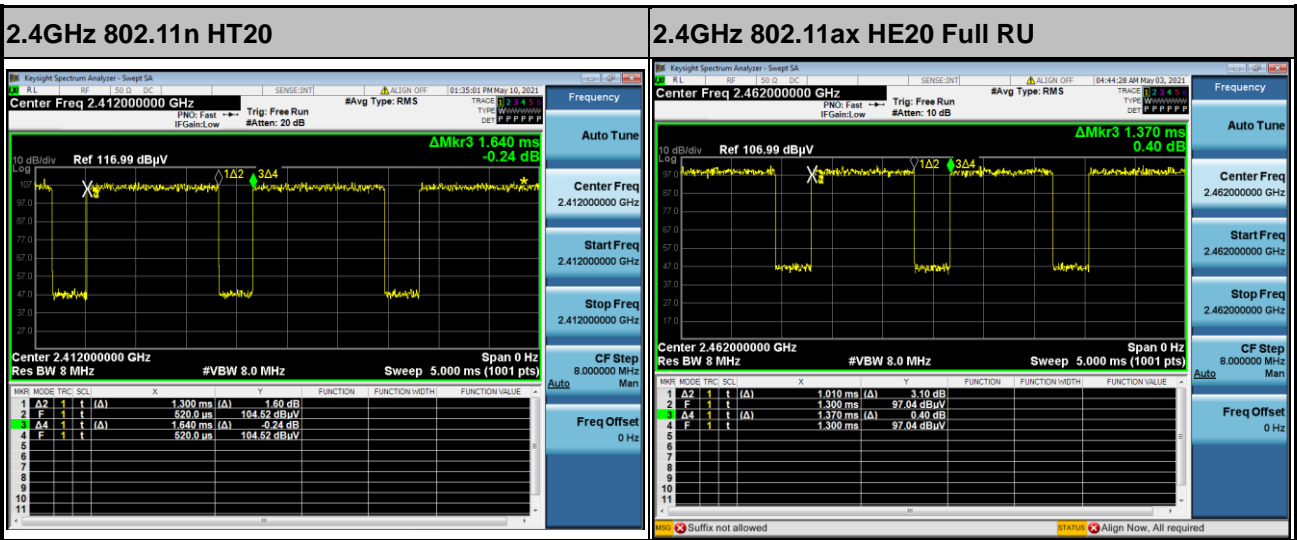 2.4GHz 802.11n HT20
Keysight Spectrum Analyzer - Swept SA
RL RF 50 Ω DC SENSE:INT ALIGN OFF 01:35:01 PM May 10, 2021
Center Freq 2.412000000 GHz
PNO: Fast
IFGain:Low
Trig: Free Run
#Atten: 20 dB
#Avg Type: RMS
TRACE 1 2 3 4 5 6
TYPE WWWWWW
DET P P P P P P
ΔMkr3 1.640 ms
-0.24 dB
10 dB/div Ref 116.99 dBµV
Log
107
97.0
87.0
77.0
67.0
57.0
47.0
37.0
27.0
1Δ2
3Δ4
Center 2.412000000 GHz Span 0 Hz
Res BW 8 MHz #VBW 8.0 MHz Sweep 5.000 ms (1001 pts)
MKR MODE TRC SCL X Y FUNCTION FUNCTION WIDTH FUNCTION VALUE
1 Δ2 1 t (Δ) 1.300 ms (Δ) 1.60 dB
2 F 1 t 520.0 us 104.52 dBµV
3 Δ4 1 t (Δ) 1.640 ms (Δ) -0.24 dB
4 F 1 t 520.0 us 104.52 dBµV
5
6
7
8
9
10
11
Frequency
Auto Tune
Center Freq
2.412000000 GHz
Start Freq
2.412000000 GHz
Stop Freq
2.412000000 GHz
CF Step
8.000000 MHz
Auto Man
Freq Offset
0 Hz
2.4GHz 802.11ax HE20 Full RU
Keysight Spectrum Analyzer - Swept SA
RL RF 50 Ω DC SENSE:INT ALIGN OFF 04:44:28 AM May 03, 2021
Center Freq 2.462000000 GHz
PNO: Fast
IFGain:Low
Trig: Free Run
#Atten: 10 dB
#Avg Type: RMS
TRACE 1 2 3 4 5 6
TYPE WWWWWW
DET P P P P P P
ΔMkr3 1.370 ms
0.40 dB
10 dB/div Ref 106.99 dBµV
Log
97.0
87.0
77.0
67.0
57.0
47.0
37.0
27.0
17.0
1Δ2
3Δ4
Center 2.462000000 GHz Span 0 Hz
Res BW 8 MHz #VBW 8.0 MHz Sweep 5.000 ms (1001 pts)
MKR MODE TRC SCL X Y FUNCTION FUNCTION WIDTH FUNCTION VALUE
1 Δ2 1 t (Δ) 1.010 ms (Δ) 3.10 dB
2 F 1 t 1.300 ms 97.04 dBµV
3 Δ4 1 t (Δ) 1.370 ms (Δ) 0.40 dB
4 F 1 t 1.300 ms 97.04 dBµV
5
6
7
8
9
10
11
MSG Suffix not allowed STATUS Align Now, All required
Frequency
Auto Tune
Center Freq
2.462000000 GHz
Start Freq
2.462000000 GHz
Stop Freq
2.462000000 GHz
CF Step
8.000000 MHz
Auto Man
Freq Offset
0 Hz